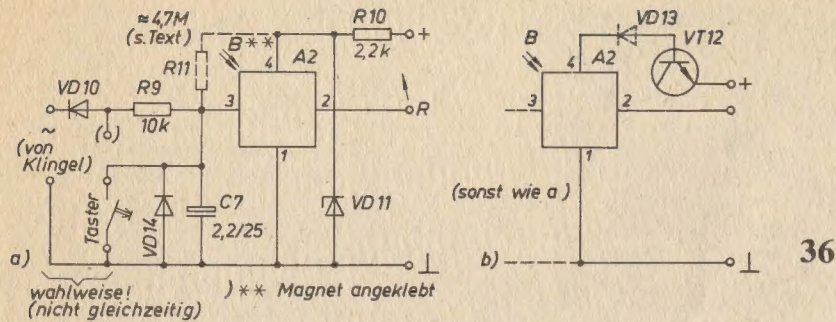 ≈4,7M
(s.Text)
R11
B**
4
A2
R10
2,2k
+
VD10
R9
10k
3
2
R
1
~
(von
Klingel)
( )
Taster
VD14
C7
2,2/25
VD11
a)
⊥
wahlweise!
(nicht gleichzeitig)
)** Magnet angeklebt
VD13
B
4
A2
VT12
+
3
2
1
(sonst wie a)
b)
⊥
36